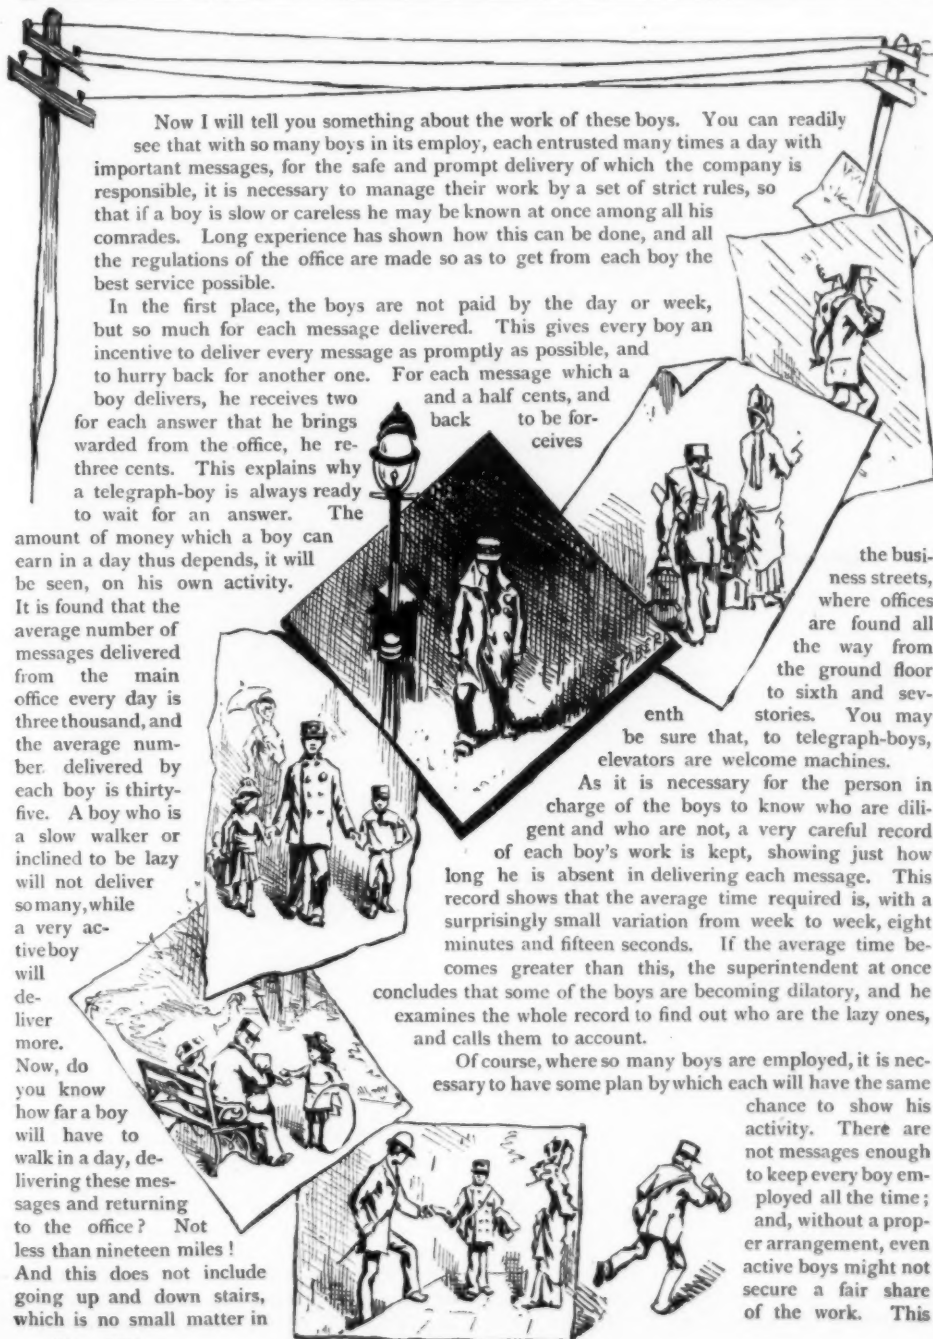 Now I will tell you something about the work of these boys. You can readily
see that with so many boys in its employ, each entrusted many times a day with
important messages, for the safe and prompt delivery of which the company is
responsible, it is necessary to manage their work by a set of strict rules, so
that if a boy is slow or careless he may be known at once among all his
comrades. Long experience has shown how this can be done, and all
the regulations of the office are made so as to get from each boy the
best service possible.
In the first place, the boys are not paid by the day or week,
but so much for each message delivered. This gives every boy an
incentive to deliver every message as promptly as possible, and
to hurry back for another one. For each message which a
boy delivers, he receives two and a half cents, and
for each answer that he brings back to be for-
warded from the office, he re- ceives
three cents. This explains why
a telegraph-boy is always ready
to wait for an answer. The
amount of money which a boy can
earn in a day thus depends, it will
be seen, on his own activity.
It is found that the
average number of
messages delivered
from the main
office every day is
three thousand, and
the average num-
ber delivered by
each boy is thirty-
five. A boy who is
a slow walker or
inclined to be lazy
will not deliver
so many, while
a very ac-
tive boy
will
de-
liver
more.
Now, do
you know
how far a boy
will have to
walk in a day, de-
livering these mes-
sages and returning
to the office? Not
less than nineteen miles!
And this does not include
going up and down stairs,
which is no small matter in
the busi-
ness streets,
where offices
are found all
the way from
the ground floor
to sixth and sev-
enth stories. You may
be sure that, to telegraph-boys,
elevators are welcome machines.
As it is necessary for the person in
charge of the boys to know who are dili-
gent and who are not, a very careful record
of each boy's work is kept, showing just how
long he is absent in delivering each message. This
record shows that the average time required is, with a
surprisingly small variation from week to week, eight
minutes and fifteen seconds. If the average time be-
comes greater than this, the superintendent at once
concludes that some of the boys are becoming dilatory, and he
examines the whole record to find out who are the lazy ones,
and calls them to account.
Of course, where so many boys are employed, it is nec-
essary to have some plan by which each will have the same
chance to show his
activity. There are
not messages enough
to keep every boy em-
ployed all the time;
and, without a prop-
er arrangement, even
active boys might not
secure a fair share
of the work. This